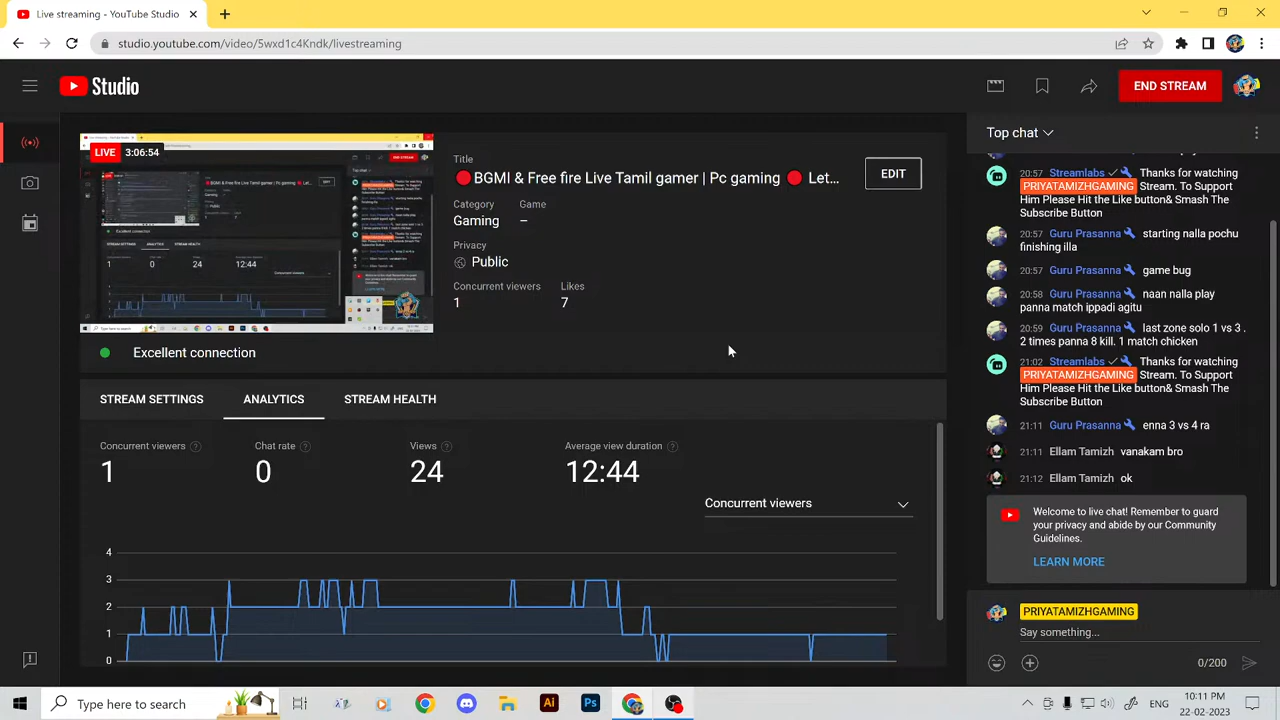 Live streaming - YouTube Studio
studio.youtube.com/video/5wxd1c4Kndk/livestreaming
Studio
END STREAM
LIVE 3:06:54
Title
BGMI & Free fire Live Tamil gamer | Pc gaming 🔴 Let...
EDIT
Category
Game
Gaming
–
Privacy
Public
Concurrent viewers
Likes
1
7
Excellent connection
STREAM SETTINGS
ANALYTICS
STREAM HEALTH
Concurrent viewers
Chat rate
Views
Average view duration
1
0
24
12:44
Concurrent viewers
4
3
2
1
0
Top chat
20:57 Streamlabs Thanks for watching
PRIYATAMIZHGAMING Stream. To Support
Him Please Hit the Like button& Smash The
Subscribe Button
20:57
finishing illa
20:57 Guru Prasanna game bug
20:58 Guru Prasanna naan nalla play
panna match ippadi agitu
20:59 Guru Prasanna last zone solo 1 vs 3 .
2 times panna 8 kill. 1 match chicken
21:02 Streamlabs Thanks for watching
PRIYATAMIZHGAMING Stream. To Support
Him Please Hit the Like button& Smash The
Subscribe Button
21:11 Guru Prasanna enna 3 vs 4 ra
21:11 Ellam Tamizh vanakam bro
21:12 Ellam Tamizh ok
Welcome to live chat! Remember to guard
your privacy and abide by our Community
Guidelines.
LEARN MORE
PRIYATAMIZHGAMING
Say something...
0/200
Type here to search
Ai
Ps
ENG
10:11 PM
22-02-2023